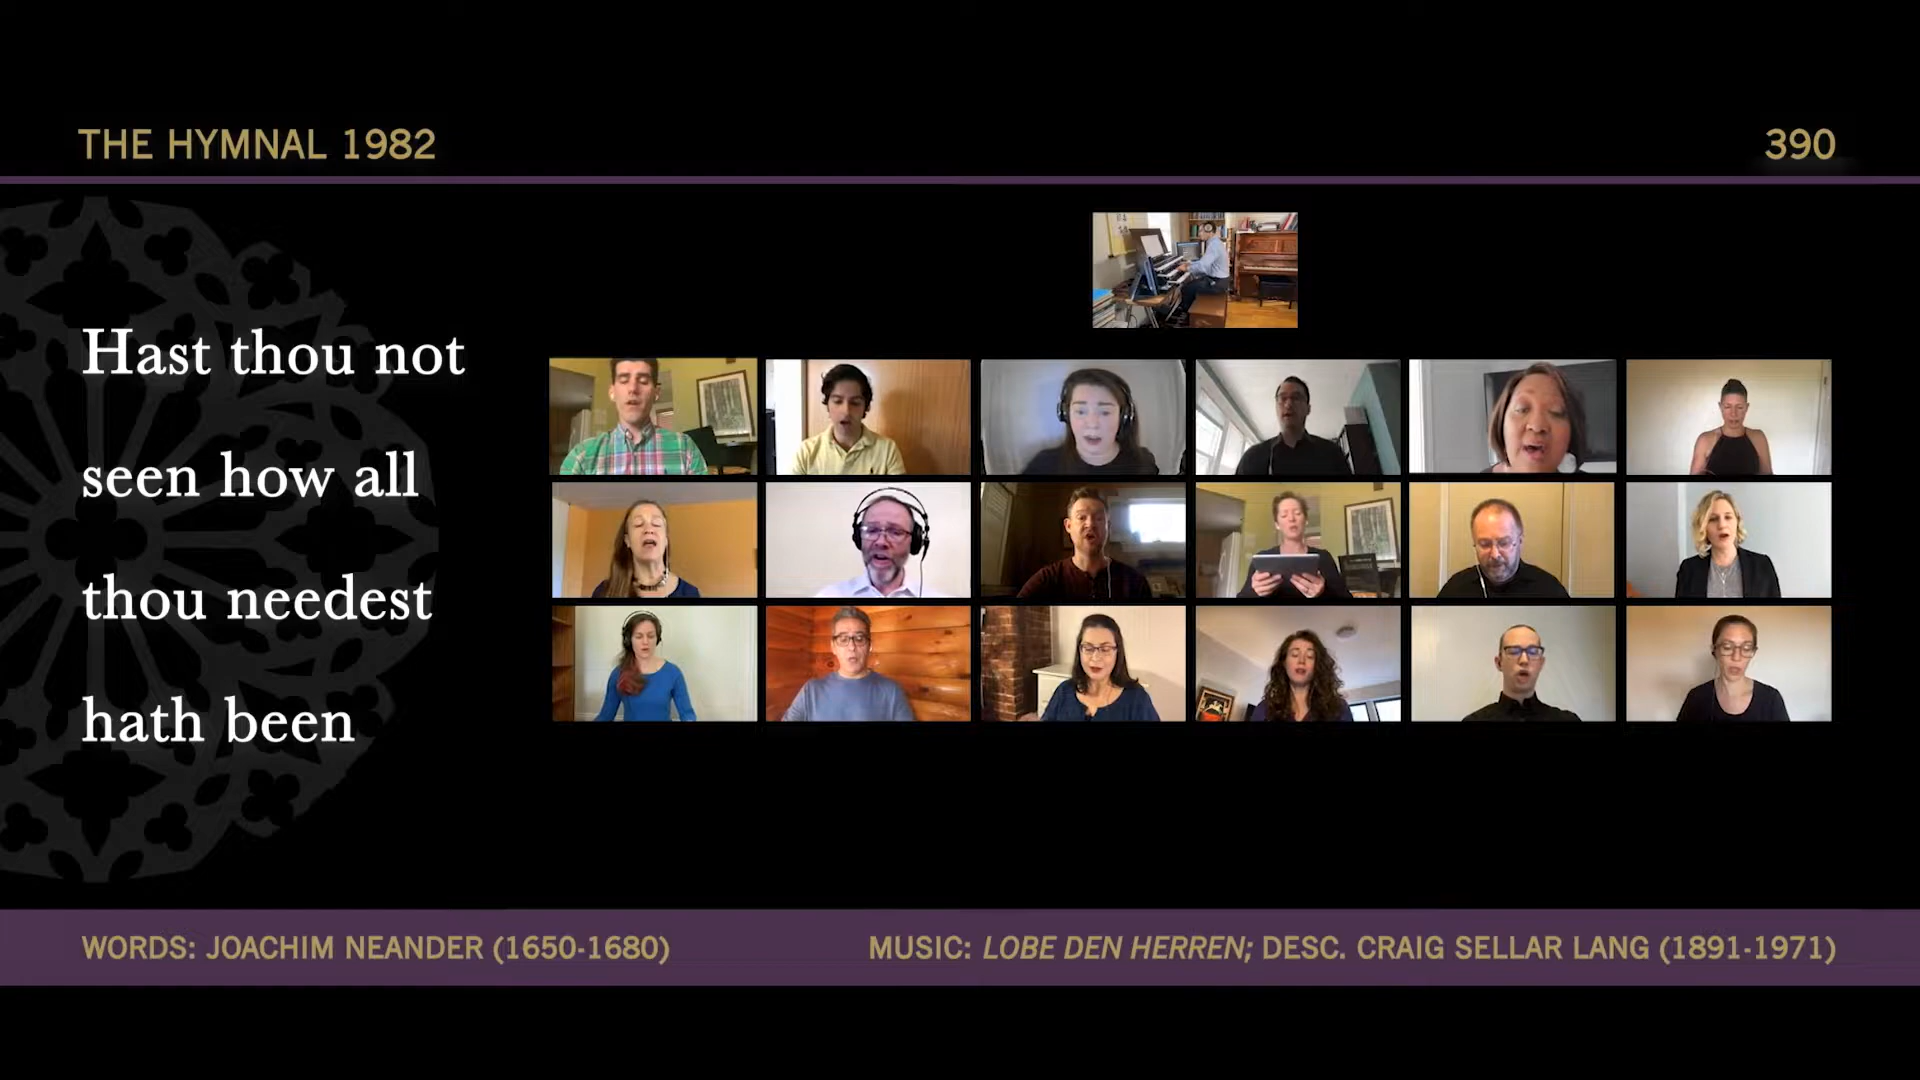 THE HYMNAL 1982
390
Hast thou not
seen how all
thou needest
hath been
WORDS: JOACHIM NEANDER (1650-1680)
MUSIC: LOBE DEN HERREN; DESC. CRAIG SELLAR LANG (1891-1971)